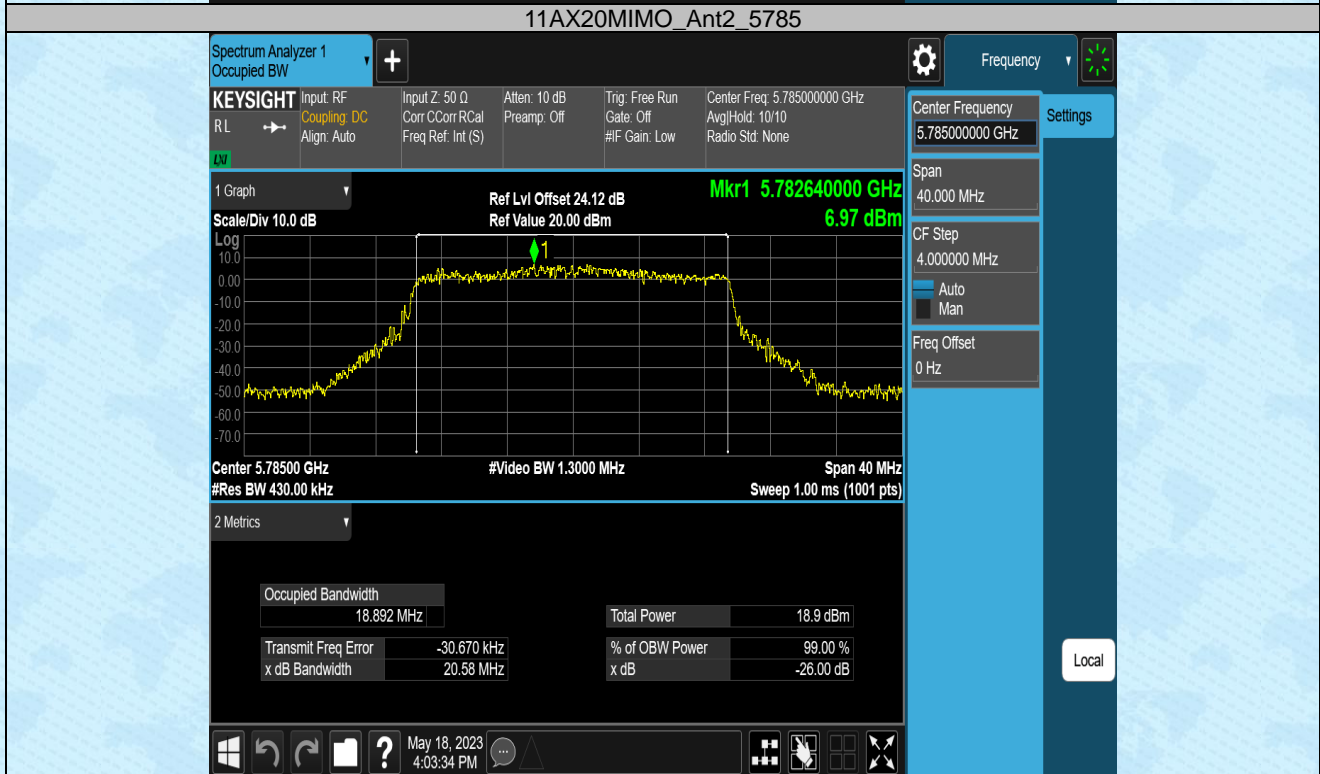 11AX20MIMO_Ant2_5785
Spectrum Analyzer 1
Occupied BW
Frequency
KEYSIGHT
RL
LXI
Input: RF
Coupling: DC
Align: Auto
Input Z: 50 Ω
Corr CCorr RCal
Freq Ref: Int (S)
Atten: 10 dB
Preamp: Off
Trig: Free Run
Gate: Off
#IF Gain: Low
Center Freq: 5.785000000 GHz
Avg|Hold: 10/10
Radio Std: None
Center Frequency
5.785000000 GHz
Settings
Span
40.000 MHz
CF Step
4.000000 MHz
Auto
Man
Freq Offset
0 Hz
Local
1 Graph
Scale/Div 10.0 dB
Ref Lvl Offset 24.12 dB
Ref Value 20.00 dBm
Mkr1 5.782640000 GHz
6.97 dBm
Log
10.0
0.00
-10.0
-20.0
-30.0
-40.0
-50.0
-60.0
-70.0
1
Center 5.78500 GHz
#Video BW 1.3000 MHz
Span 40 MHz
#Res BW 430.00 kHz
Sweep 1.00 ms (1001 pts)
2 Metrics
Occupied Bandwidth
18.892 MHz
Total Power 18.9 dBm
Transmit Freq Error -30.670 kHz
% of OBW Power 99.00 %
x dB Bandwidth 20.58 MHz
x dB -26.00 dB
?
May 18, 2023
4:03:34 PM